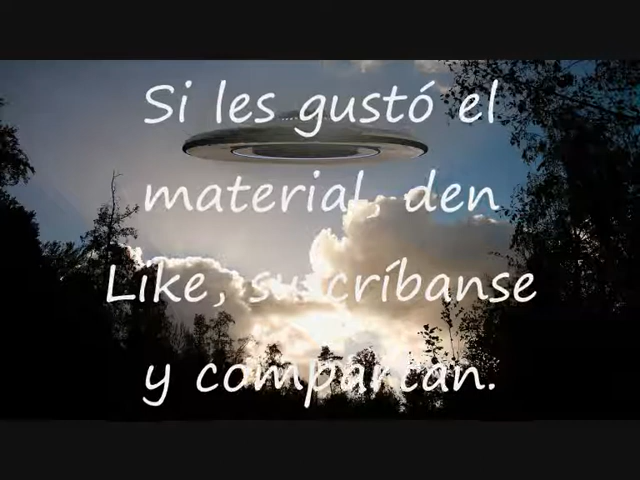 Si les gustó el
material, den
Like, suscríbanse
y compartan.